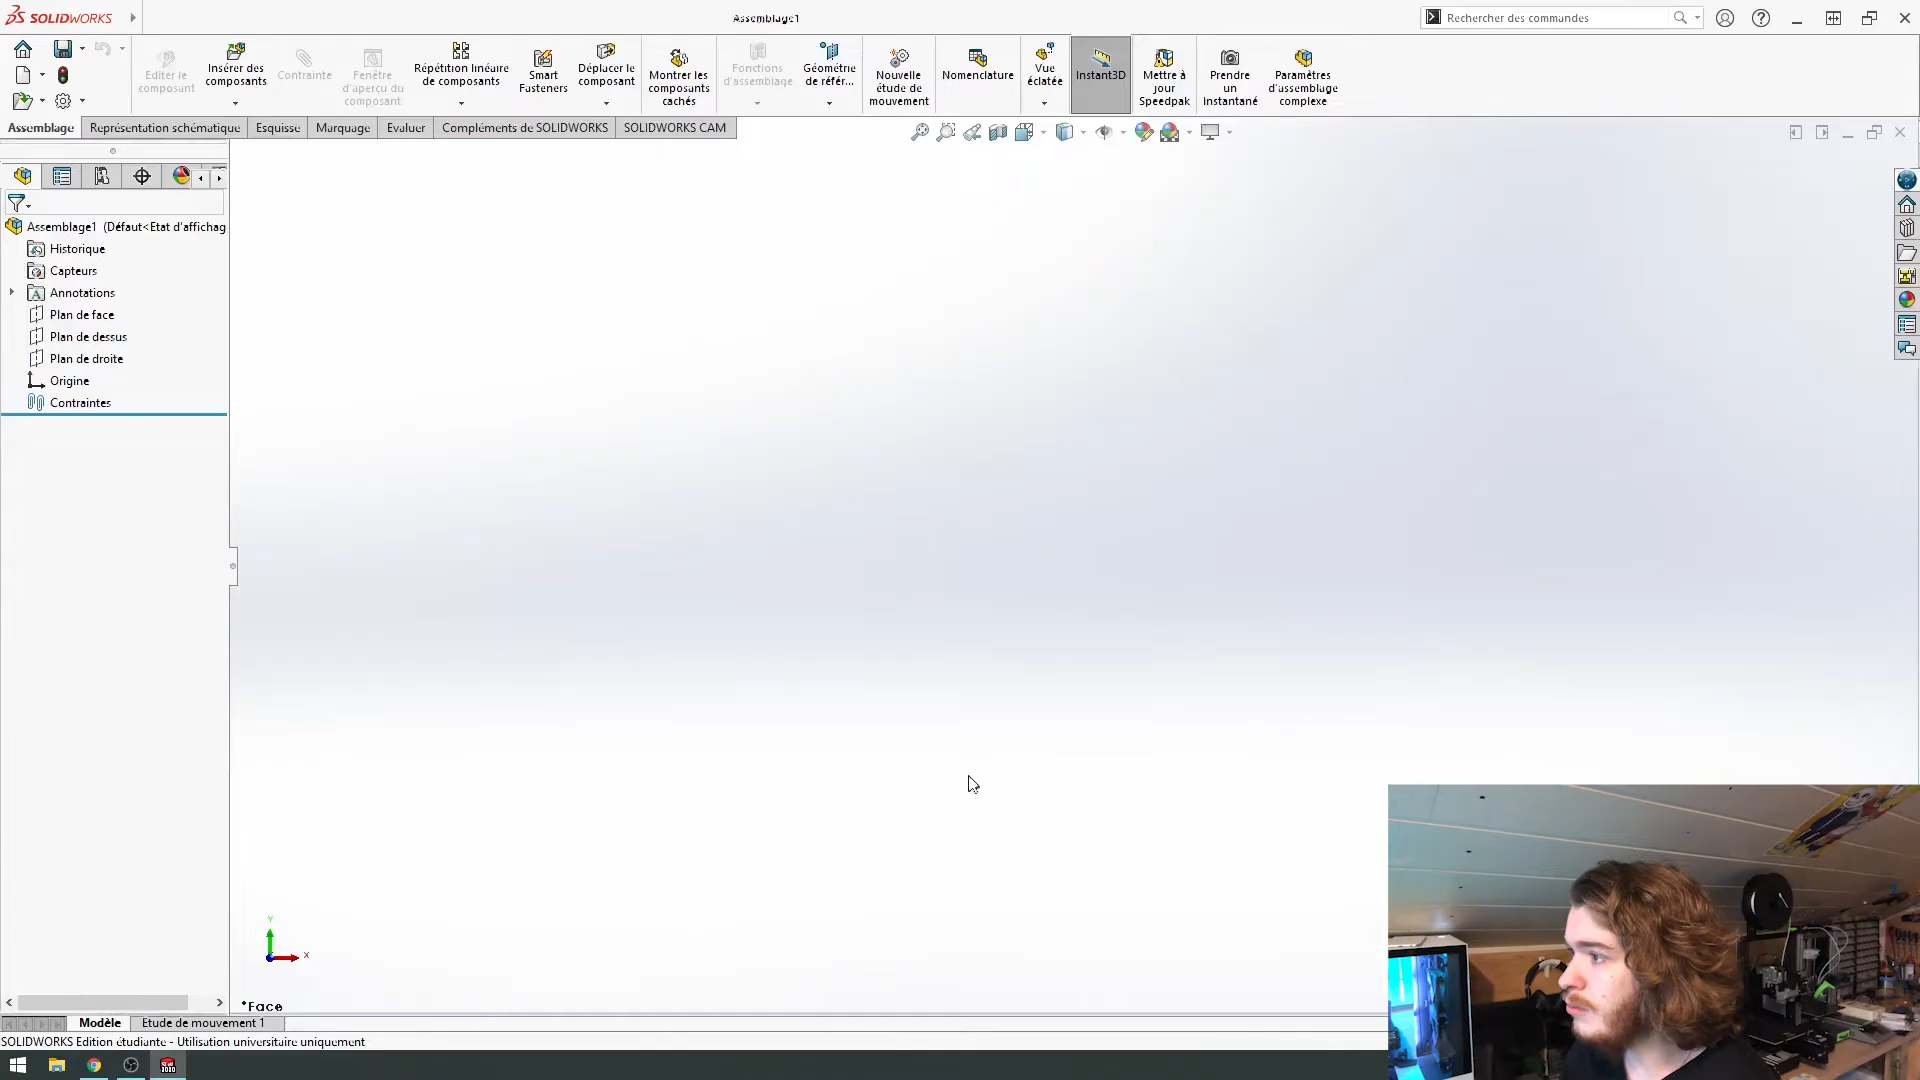 SOLIDWORKS
Assemblage1
Rechercher des commandes
Editer le
composant
Insérer des
composants
Contrainte
Fenêtre
d'aperçu du
composant
Répétition linéaire
de composants
Smart
Fasteners
Déplacer le
composant
Montrer les
composants
cachés
Fonctions
d'assemblage
Géométrie
de référ...
Nouvelle
étude de
mouvement
Nomenclature
Vue
éclatée
Instant3D
Mettre à
jour
Speedpak
Prendre
un
instantané
Paramètres
d'assemblage
complexe
Assemblage
Représentation schématique
Esquisse
Marquage
Evaluer
Compléments de SOLIDWORKS
SOLIDWORKS CAM
Assemblage1 (Défaut<Etat d'affichag
Historique
Capteurs
Annotations
Plan de face
Plan de dessus
Plan de droite
Origine
Contraintes
Y
X
*Face
Modèle
Etude de mouvement 1
SOLIDWORKS Edition étudiante - Utilisation universitaire uniquement